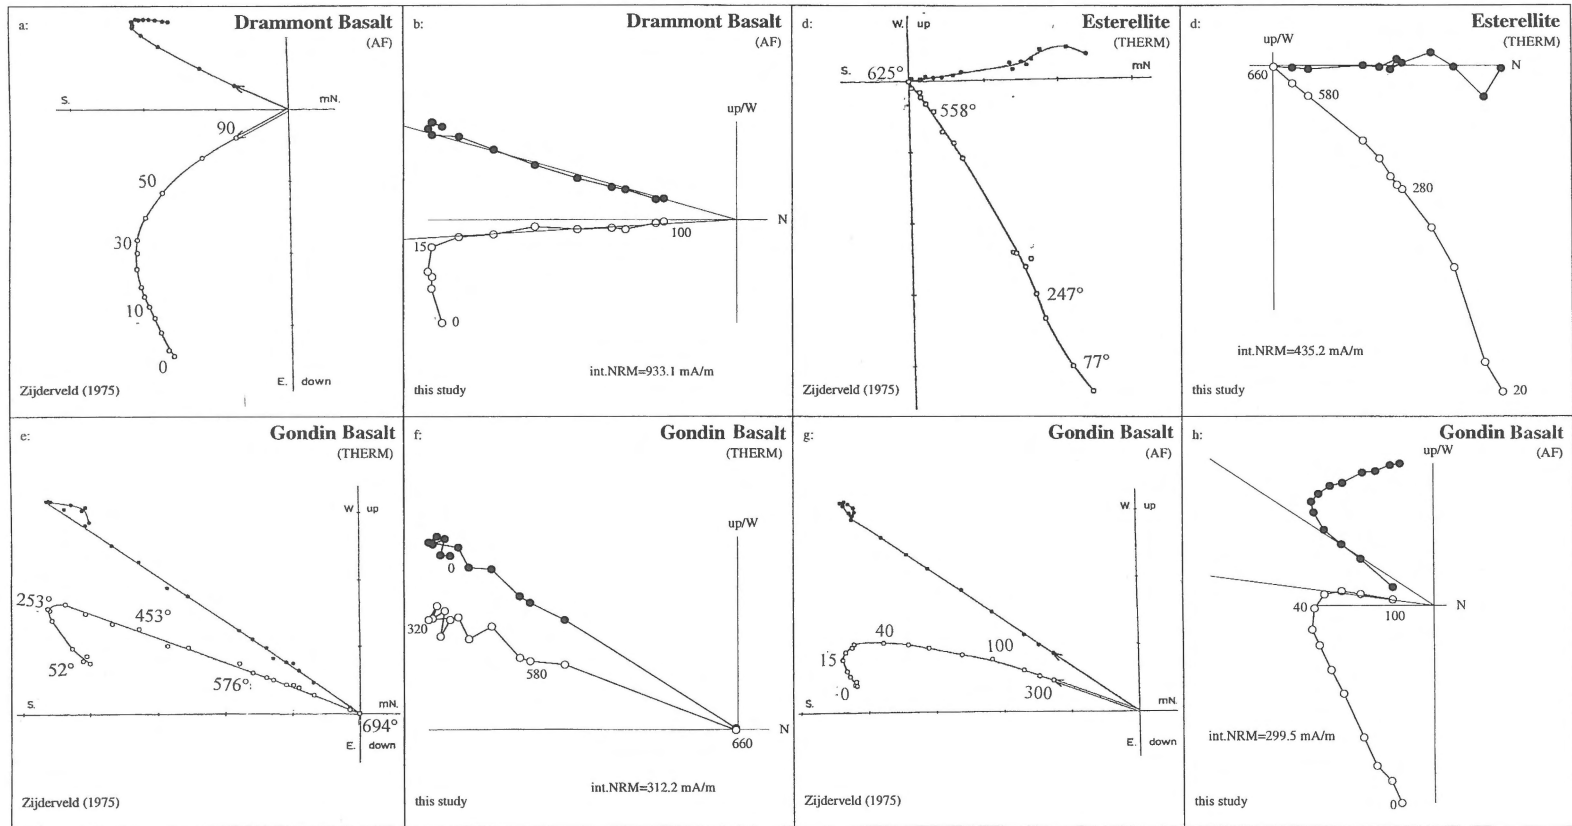 a:
Drammont Basalt
(AF)
S.
mN.
90
50
30
10
0
E.
down
Zijderveld (1975)
b:
Drammont Basalt
(AF)
up/W
N
100
15
0
int.NRM=933.1 mA/m
this study
d:
Esterellite
(THERM)
W.
up
S.
625°
mN
558°
247°
77°
Zijderveld (1975)
d:
Esterellite
(THERM)
up/W
N
660
580
280
int.NRM=435.2 mA/m
20
this study
e:
Gondin Basalt
(THERM)
W
up
253°
453°
52°
576°
S.
mN.
694°
E.
down
Zijderveld (1975)
f:
Gondin Basalt
(THERM)
up/W
0
320
580
N
660
int.NRM=312.2 mA/m
this study
g:
Gondin Basalt
(AF)
W.
up
40
100
15
0
300
S.
mN.
E.
down
Zijderveld (1975)
h:
Gondin Basalt
(AF)
up/W
40
100
N
int.NRM=299.5 mA/m
0
this study